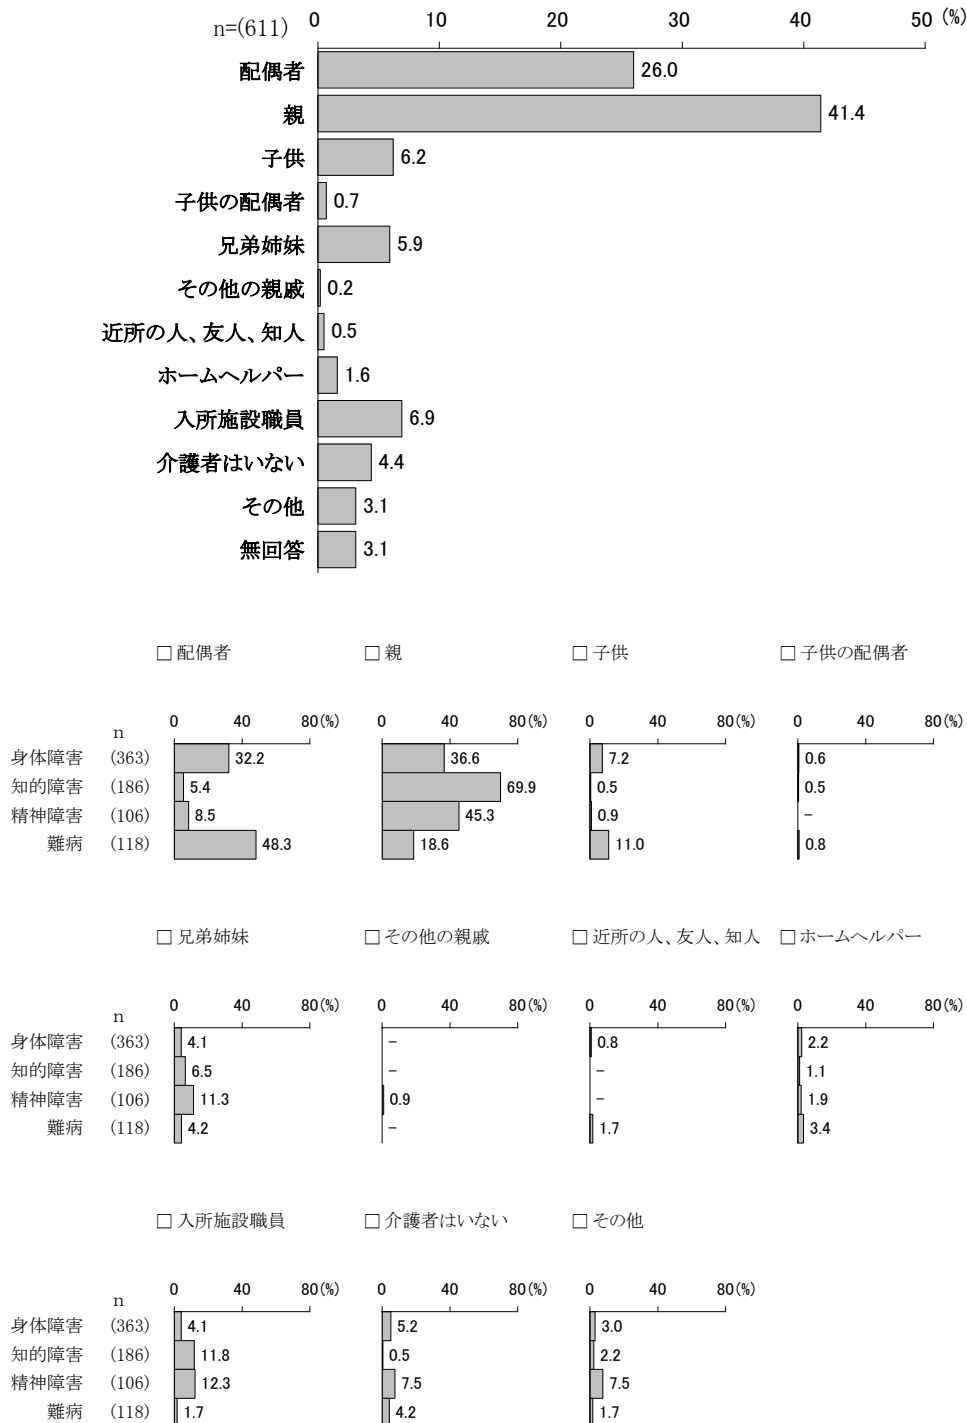 n=(611) 0 10 20 30 40 50 (%)
配偶者 26.0
親 41.4
子供 6.2
子供の配偶者 0.7
兄弟姉妹 5.9
その他の親戚 0.2
近所の人、友人、知人 0.5
ホームヘルパー 1.6
入所施設職員 6.9
介護者はいない 4.4
その他 3.1
無回答 3.1
□ 配偶者 □ 親 □ 子供 □ 子供の配偶者
0 40 80(%) 0 40 80(%) 0 40 80(%) 0 40 80(%)
n
身体障害 (363) 32.2 36.6 7.2 0.6
知的障害 (186) 5.4 69.9 0.5 0.5
精神障害 (106) 8.5 45.3 0.9 -
難病 (118) 48.3 18.6 11.0 0.8
□ 兄弟姉妹 □ その他の親戚 □ 近所の人、友人、知人 □ ホームヘルパー
0 40 80(%) 0 40 80(%) 0 40 80(%) 0 40 80(%)
n
身体障害 (363) 4.1 - 0.8 2.2
知的障害 (186) 6.5 - - 1.1
精神障害 (106) 11.3 0.9 - 1.9
難病 (118) 4.2 - 1.7 3.4
□ 入所施設職員 □ 介護者はいない □ その他
0 40 80(%) 0 40 80(%) 0 40 80(%)
n
身体障害 (363) 4.1 5.2 3.0
知的障害 (186) 11.8 0.5 2.2
精神障害 (106) 12.3 7.5 7.5
難病 (118) 1.7 4.2 1.7